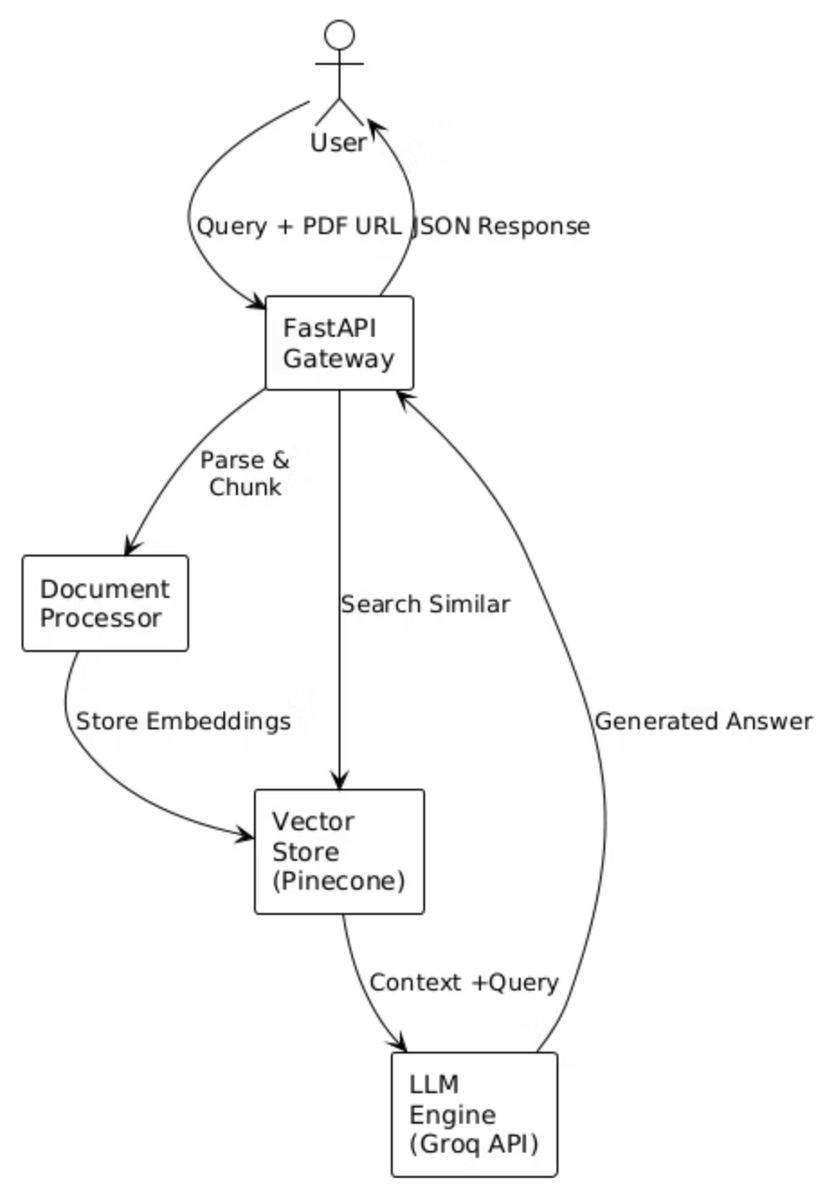 User
Query + PDF URL
JSON Response
FastAPI
Gateway
Parse &
Chunk
Document
Processor
Search Similar
Store Embeddings
Generated Answer
Vector
Store
(Pinecone)
Context +Query
LLM
Engine
(Groq API)